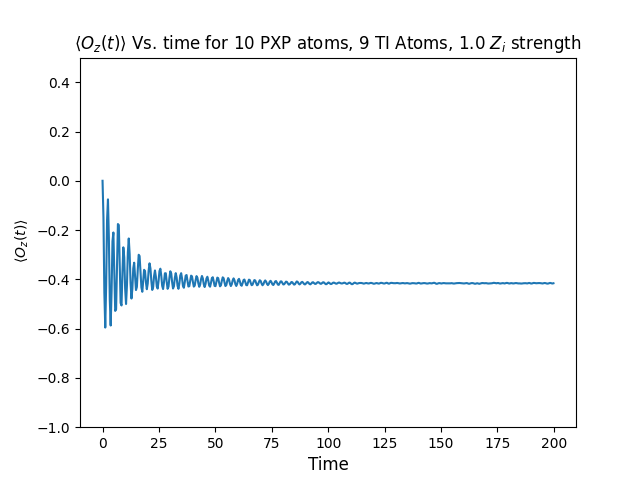 ⟨O_z(t)⟩ Vs. time for 10 PXP atoms, 9 TI Atoms, 1.0 Z_i strength
0.4
0.2
0.0
−0.2
−0.4
−0.6
−0.8
−1.0
⟨O_z(t)⟩
0 25 50 75 100 125 150 175 200
Time